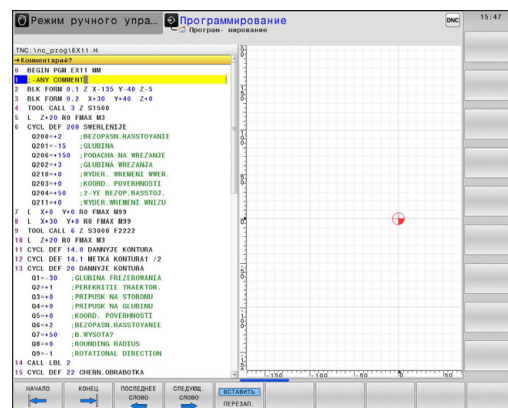 Режим ручного упра…
Программирование
Програм- мирование
DNC
15:47
TNC:\nc_prog\EX11.H
→Комментарий?
0 BEGIN PGM EX11 MM
1 ;-ANY COMMENT
2 BLK FORM 0.1 Z X-135 Y-40 Z-5
3 BLK FORM 0.2 X+30 Y+40 Z+0
4 TOOL CALL 3 Z S1500
5 L Z+20 R0 FMAX M3
6 CYCL DEF 200 SWERLENIJE
Q200=+2 ;BEZOPASN.RASSTOYANIE
Q201=-15 ;GLUBINA
Q206=+150 ;PODACHA NA WREZANJE
Q202=+3 ;GLUBINA WREZANJA
Q210=+0 ;WYDER. WREMENI WWER.
Q203=+0 ;KOORD. POVERHNOSTI
Q204=+50 ;2-YE BEZOP.RASSTOJ.
Q211=+0 ;WYDER.WREMENI WNIZU
7 L X+0 Y+0 R0 FMAX M99
8 L X+30 Y+0 R0 FMAX M99
9 TOOL CALL 6 Z S3000 F2222
10 L Z+20 R0 FMAX M3
11 CYCL DEF 14.0 DANNYJE KONTURA
12 CYCL DEF 14.1 METKA KONTURA1 /2
13 CYCL DEF 20 DANNYJE KONTURA
Q1=-30 ;GLUBINA FREZEROWANIA
Q2=+1 ;PEREKRITIE TRAEKTOR.
Q3=+0 ;PRIPUSK NA STORONU
Q4=+0 ;PRIPUSK NA GLUBINU
Q5=+0 ;KOORD. POVERHNOSTI
Q6=+2 ;BEZOPASN.RASSTOYANIE
Q7=+50 ;B.WYSOTA?
Q8=+0 ;ROUNDING RADIUS
Q9=-1 ;ROTATIONAL DIRECTION
14 CALL LBL 2
15 CYCL DEF 22 CHERN.OBRABOTKA
-150 -100 -50 0 50
НАЧАЛО
КОНЕЦ
ПОСЛЕДНЕЕ СЛОВО
СЛЕДУЮЩ. СЛОВО
ВСТАВИТЬ
ПЕРЕЗАП.